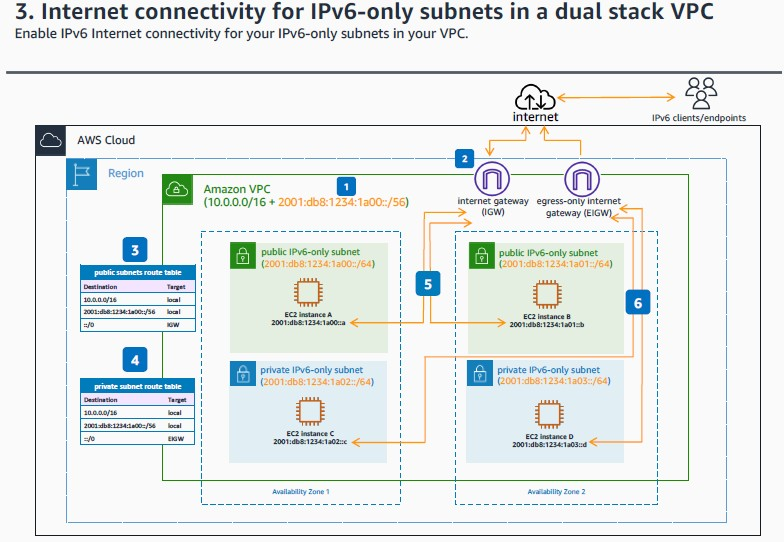 3. Internet connectivity for IPv6-only subnets in a dual stack VPC
Enable IPv6 Internet connectivity for your IPv6-only subnets in your VPC.
internet
IPv6 clients/endpoints
AWS Cloud
Region
2
1
Amazon VPC
(10.0.0.0/16 + 2001:db8:1234:1a00::/56)
internet gateway
(IGW)
egress-only internet
gateway (EIGW)
3
public subnets route table
Destination Target
10.0.0.0/16 local
2001:db8:1234:1a00::/56 local
::/0 IGW
4
private subnet route table
Destination Target
10.0.0.0/16 local
2001:db8:1234:1a00::/56 local
::/0 EIGW
public IPv6-only subnet
(2001:db8:1234:1a00::/64)
EC2 instance A
2001:db8:1234:1a00::a
5
public IPv6-only subnet
(2001:db8:1234:1a01::/64)
EC2 instance B
2001:db8:1234:1a01::b
6
private IPv6-only subnet
(2001:db8:1234:1a02::/64)
EC2 instance C
2001:db8:1234:1a02::c
private IPv6-only subnet
(2001:db8:1234:1a03::/64)
EC2 instance D
2001:db8:1234:1a03::d
Availability Zone 1
Availability Zone 2